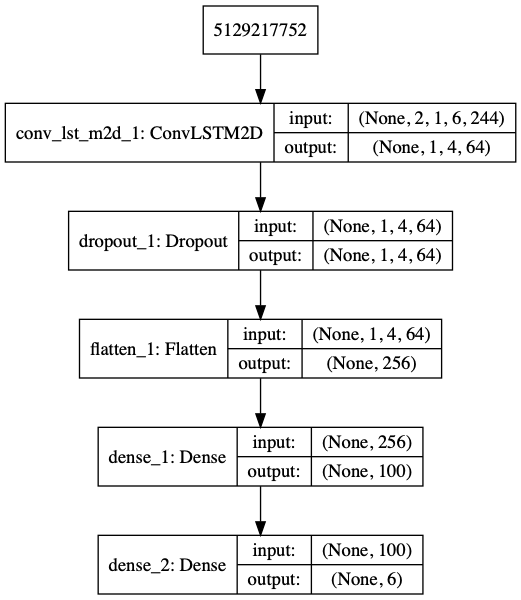 5129217752
conv_lst_m2d_1: ConvLSTM2D
input: (None, 2, 1, 6, 244)
output: (None, 1, 4, 64)
dropout_1: Dropout
input: (None, 1, 4, 64)
output: (None, 1, 4, 64)
flatten_1: Flatten
input: (None, 1, 4, 64)
output: (None, 256)
dense_1: Dense
input: (None, 256)
output: (None, 100)
dense_2: Dense
input: (None, 100)
output: (None, 6)